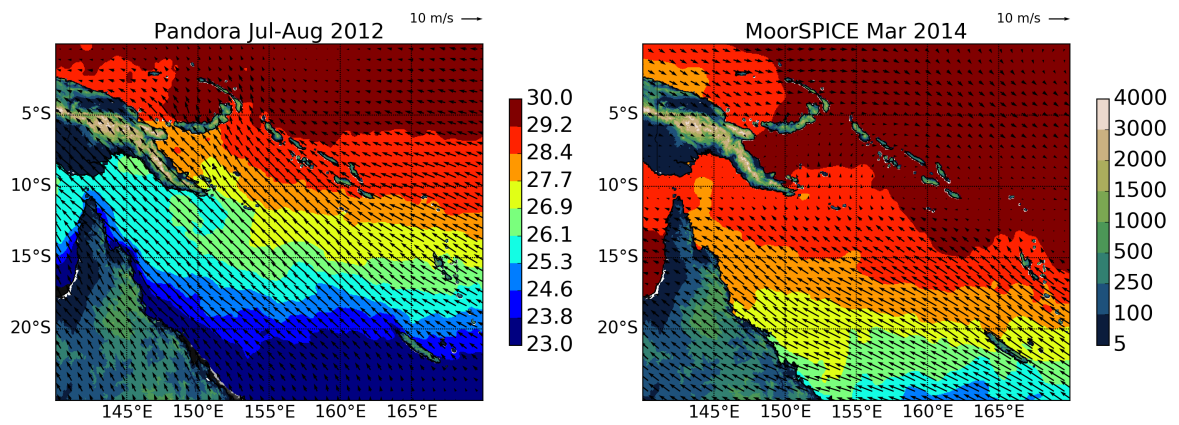 10 m/s
10 m/s
Pandora Jul-Aug 2012
MoorSPICE Mar 2014
5°S
10°S
15°S
20°S
145°E 150°E 155°E 160°E 165°E
30.0
29.2
28.4
27.7
26.9
26.1
25.3
24.6
23.8
23.0
5°S
10°S
15°S
20°S
145°E 150°E 155°E 160°E 165°E
4000
3000
2000
1500
1000
500
250
100
5